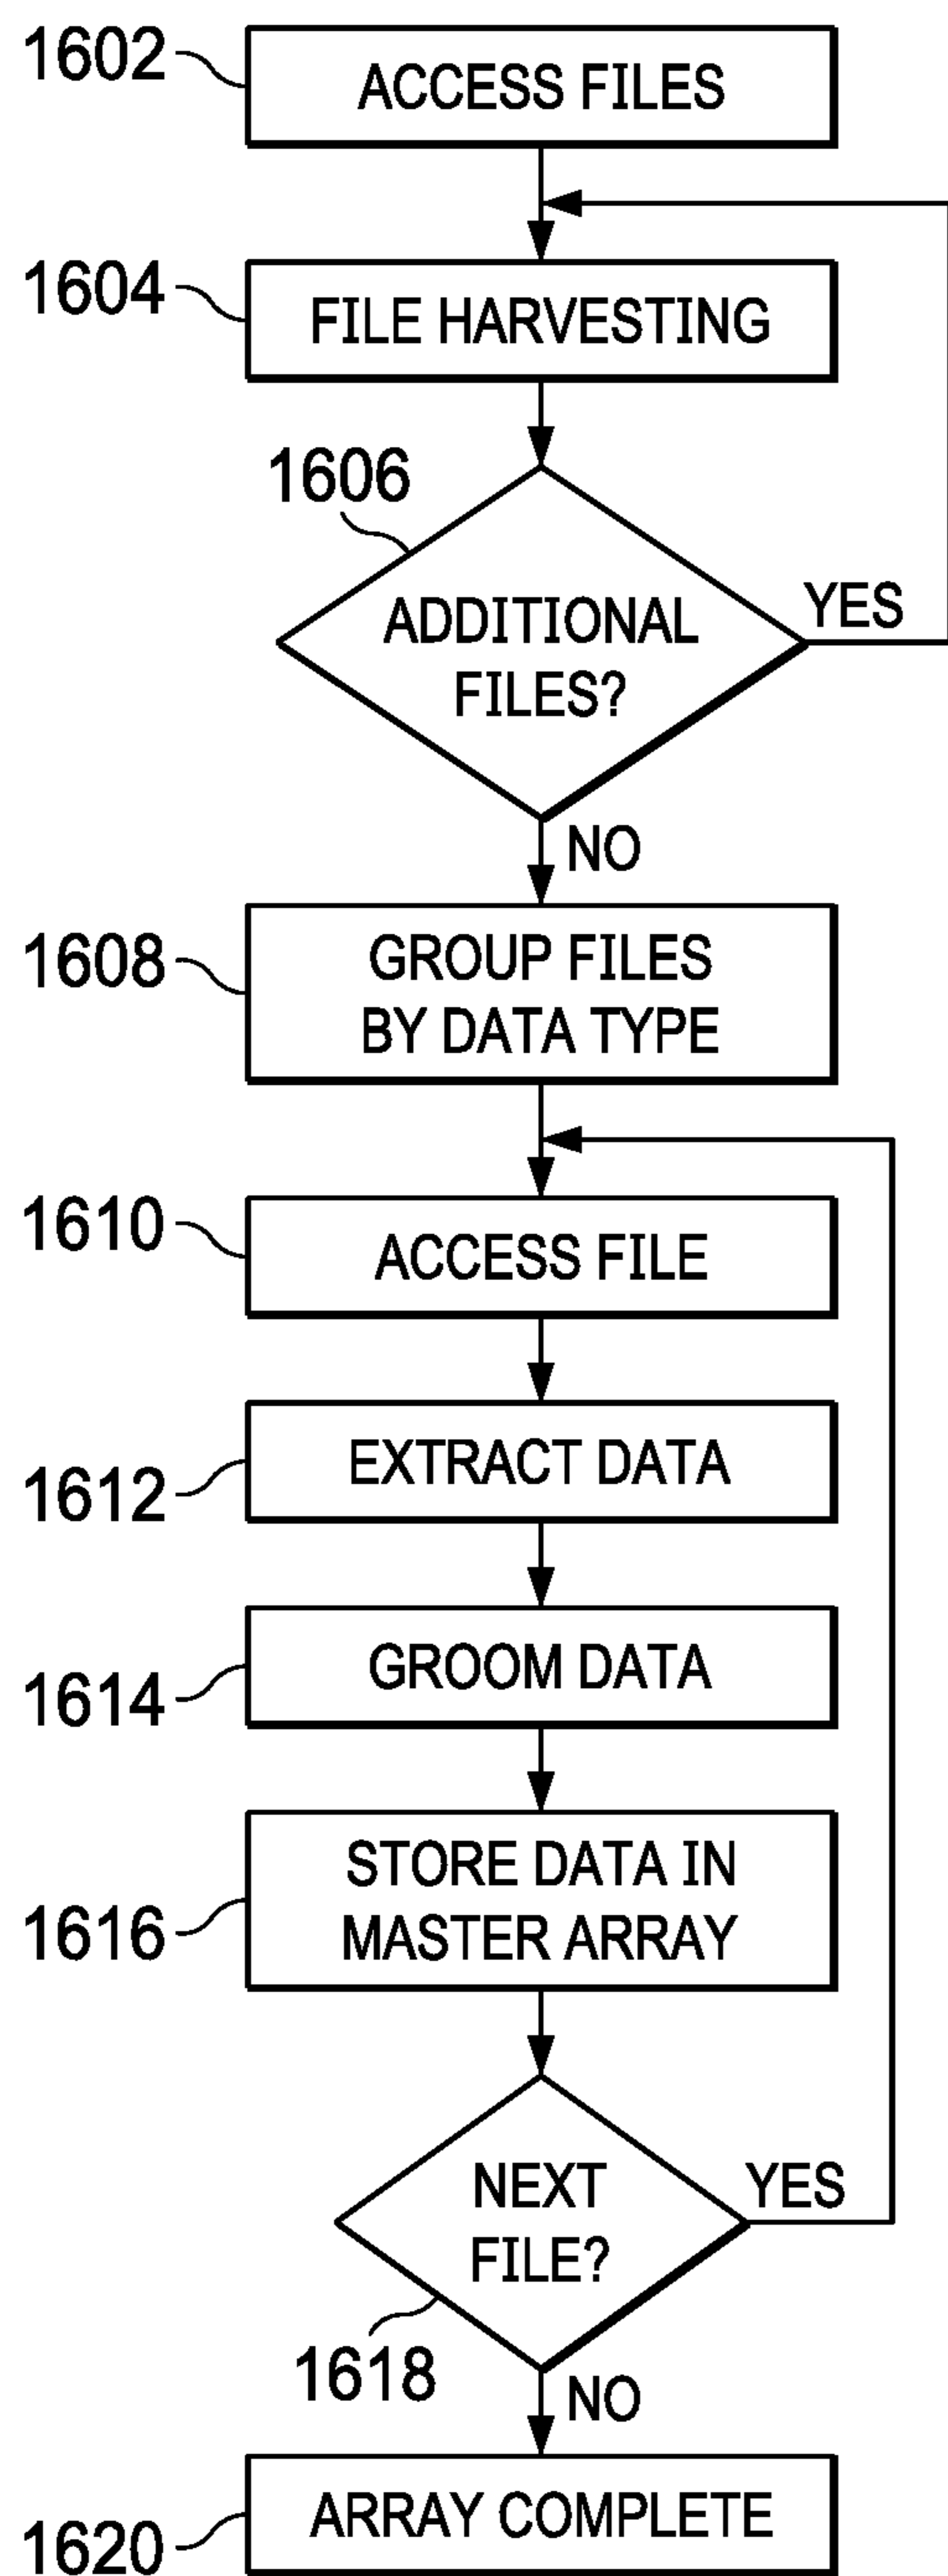 1602
ACCESS FILES
1604
FILE HARVESTING
1606
ADDITIONAL
FILES?
YES
NO
1608
GROUP FILES
BY DATA TYPE
1610
ACCESS FILE
1612
EXTRACT DATA
1614
GROOM DATA
1616
STORE DATA IN
MASTER ARRAY
NEXT
FILE?
YES
1618
NO
1620
ARRAY COMPLETE